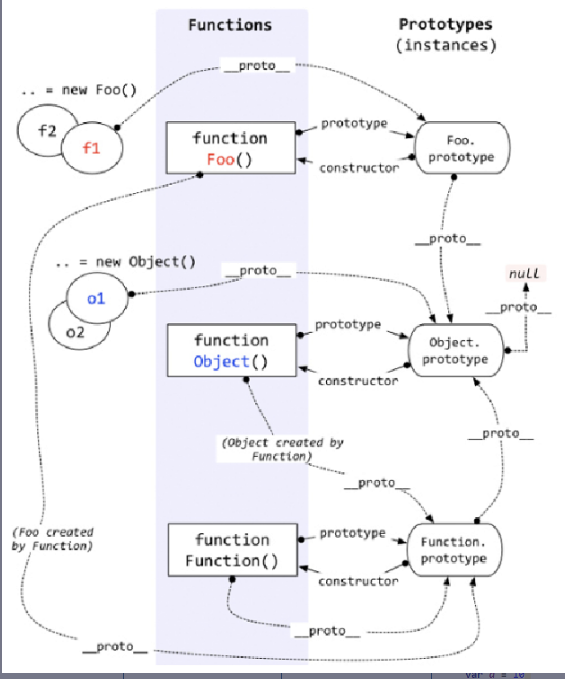 Functions
Prototypes
(instances)
__proto__
.. = new Foo()
f2
f1
function
Foo()
prototype
constructor
Foo.
prototype
__proto__
.. = new Object()
o1
o2
__proto__
null
__proto__
function
Object()
prototype
constructor
Object.
prototype
(Object created by
Function)
__proto__
__proto__
(Foo created
by Function)
function
Function()
prototype
constructor
Function.
prototype
__proto__
__proto__
var a = 10